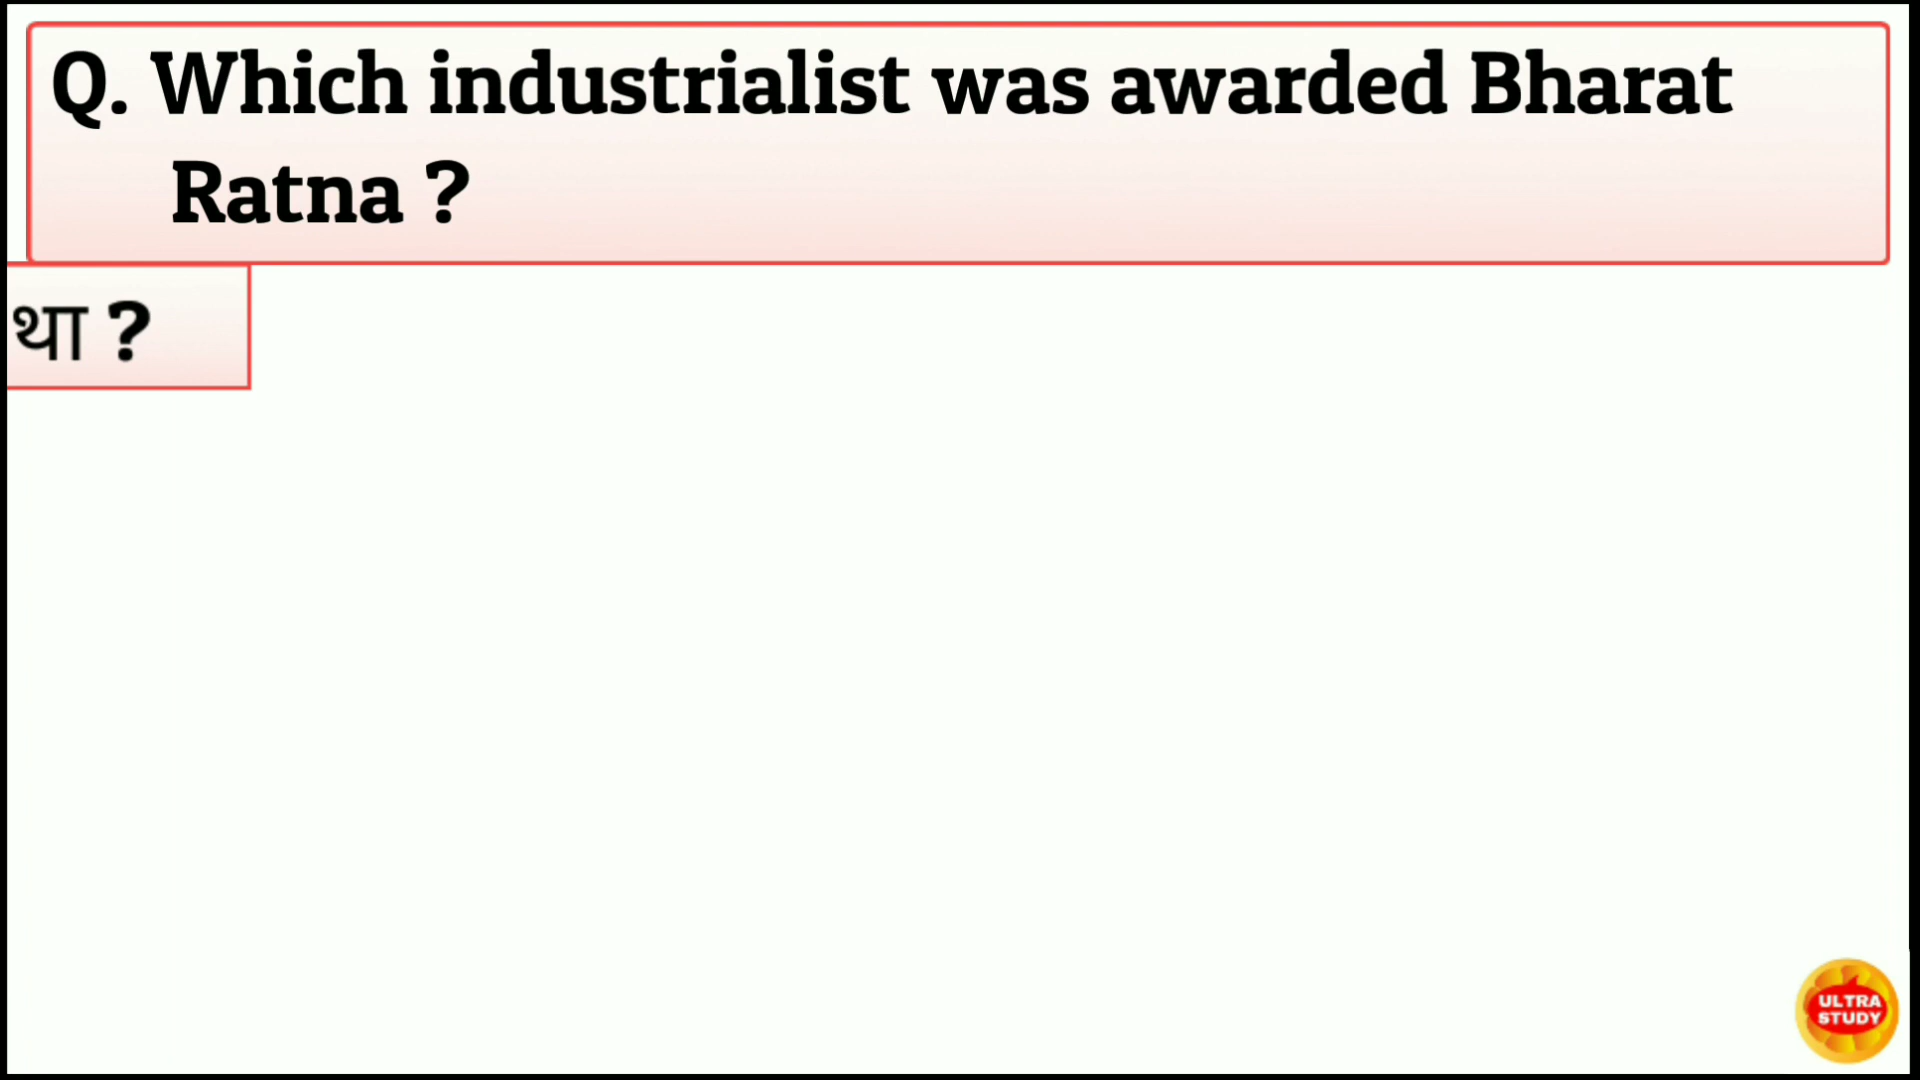 Q. Which industrialist was awarded Bharat
Ratna ?
था ?
ULTRA
STUDY